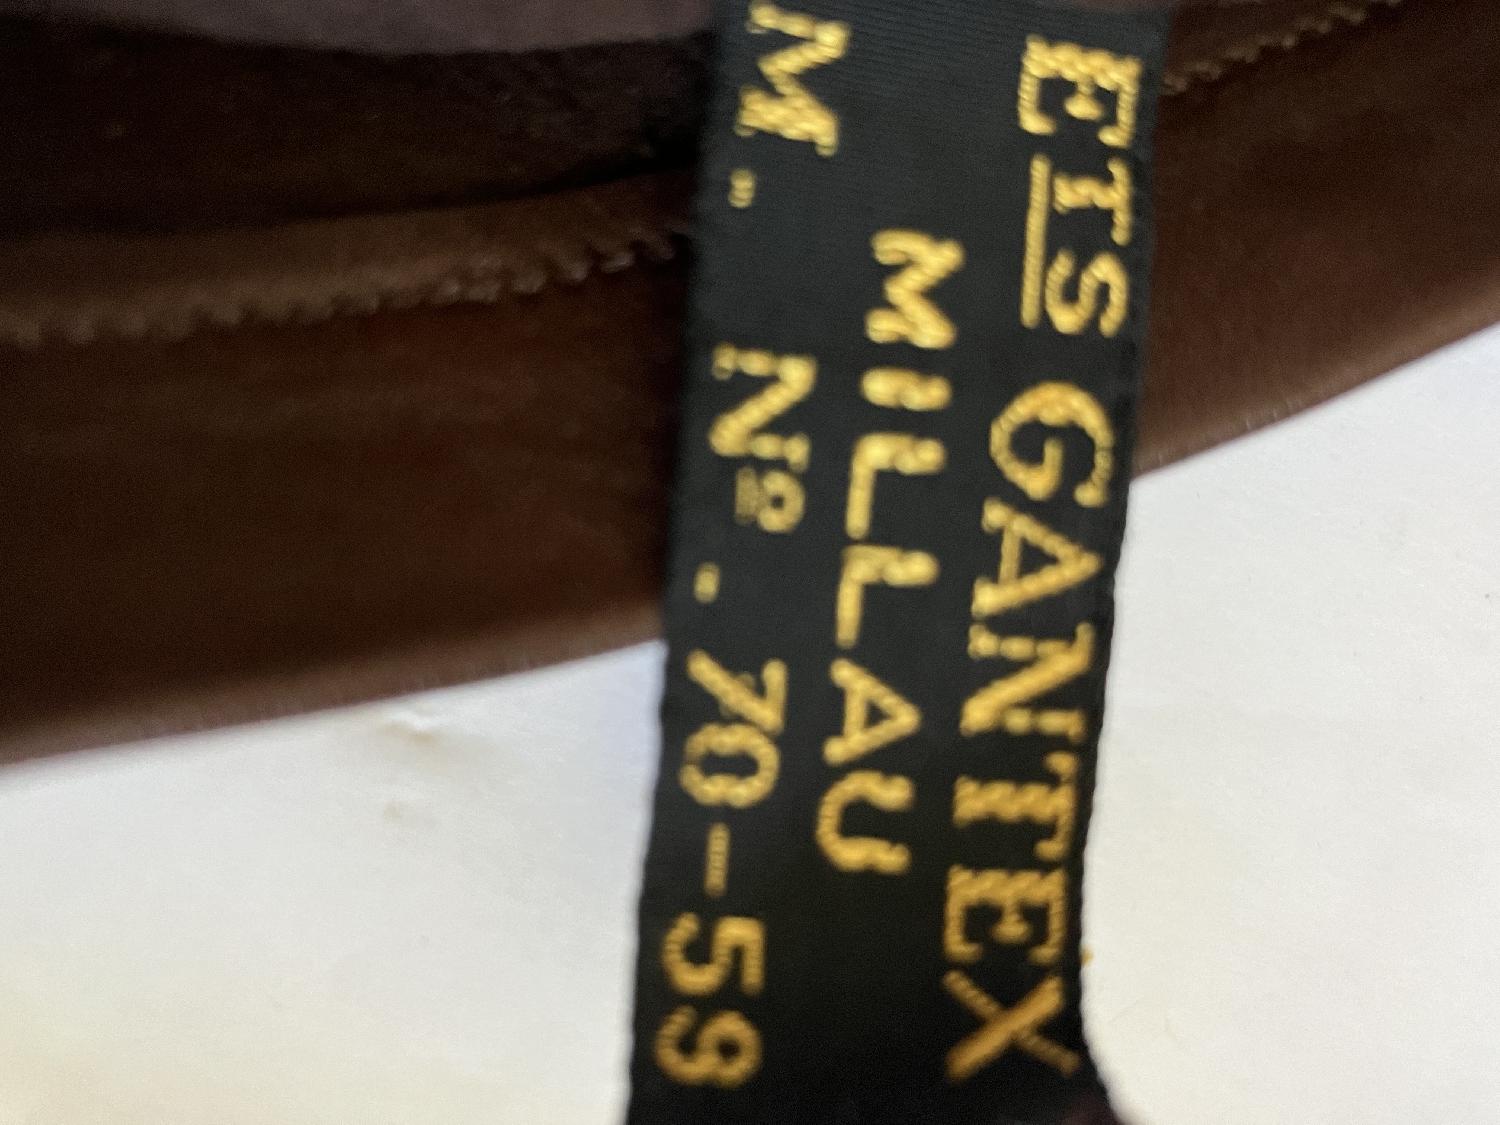 ETS GANTEX
MILLAU
M. Nº. 70-59